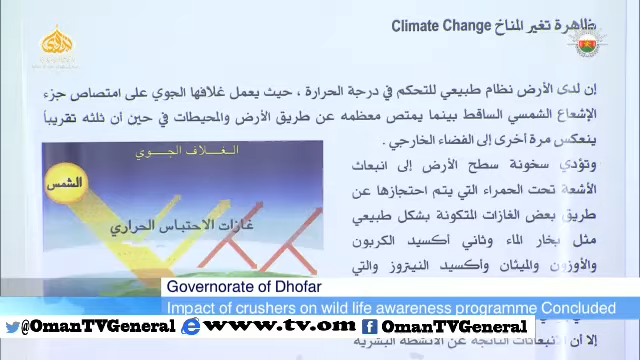 ظاهرة تغير المناخ Climate Change
إن لدى الأرض نظام طبيعي للتحكم في درجة الحرارة ، حيث يعمل غلافها الجوي على امتصاص جزء
الإشعاع الشمسي الساقط بينما يمتص معظمه عن طريق الأرض والمحيطات في حين أن ثلثه تقريباً
ينعكس مرة أخرى إلى الفضاء الخارجي .
وتؤدي سخونة سطح الأرض إلى انبعاث
الأشعة تحت الحمراء التي يتم احتجازها عن
طريق بعض الغازات المتكونة بشكل طبيعي
مثل بخار الماء وثاني أكسيد الكربون
والأوزون والميثان وأكسيد النيتروز والتي
إلا أن انبعاثات الناتجة عن الأنشطة البشرية
الغلاف الجوي
الشمس
غازات الاحتباس الحراري
Governorate of Dhofar
Impact of crushers on wild life awareness programme Concluded
@OmanTVGeneral www.tv.om OmanTVGeneral